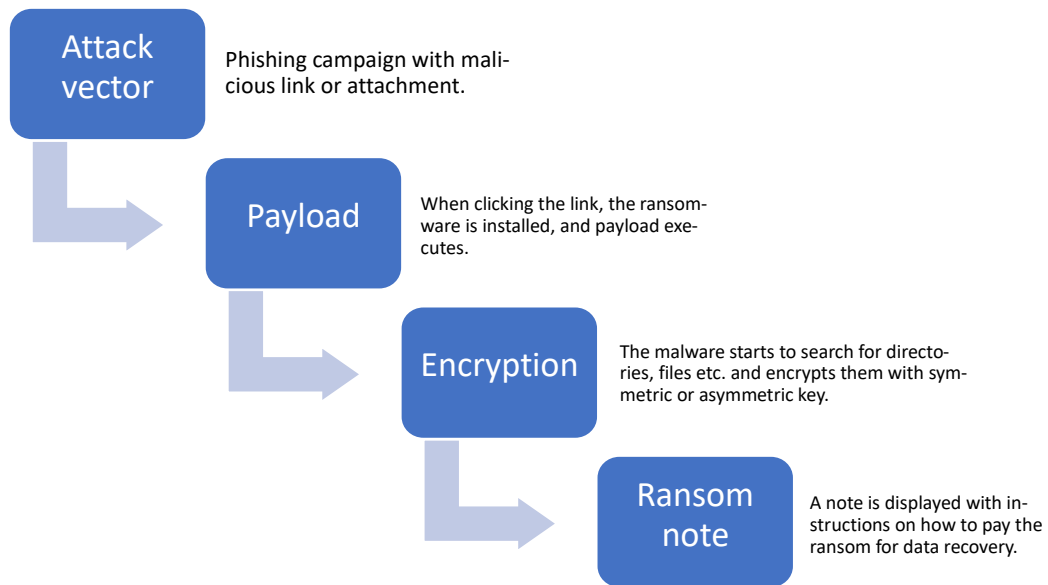 Attack
vector
Phishing campaign with mali-
cious link or attachment.
Payload
When clicking the link, the ransom-
ware is installed, and payload exe-
cutes.
Encryption
The malware starts to search for directo-
ries, files etc. and encrypts them with sym-
metric or asymmetric key.
Ransom
note
A note is displayed with in-
structions on how to pay the
ransom for data recovery.